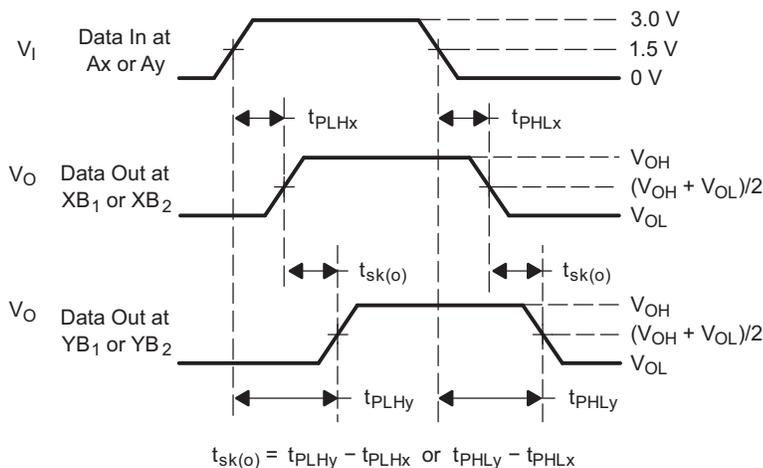 3.0 V
V_I Data In at 1.5 V
Ax or Ay
0 V
t_PLHx t_PHLx
V_OH
V_O Data Out at (V_OH + V_OL)/2
XB_1 or XB_2 V_OL
t_sk(o) t_sk(o)
V_OH
V_O Data Out at (V_OH + V_OL)/2
YB_1 or YB_2 V_OL
t_PLHy t_PHLy
t_sk(o) = t_PLHy – t_PLHx or t_PHLy – t_PHLx